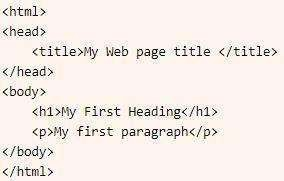 <html>
<head>
    <title>My Web page title </title>
</head>
<body>
    <h1>My First Heading</h1>
    <p>My first paragraph</p>
</body>
</html>